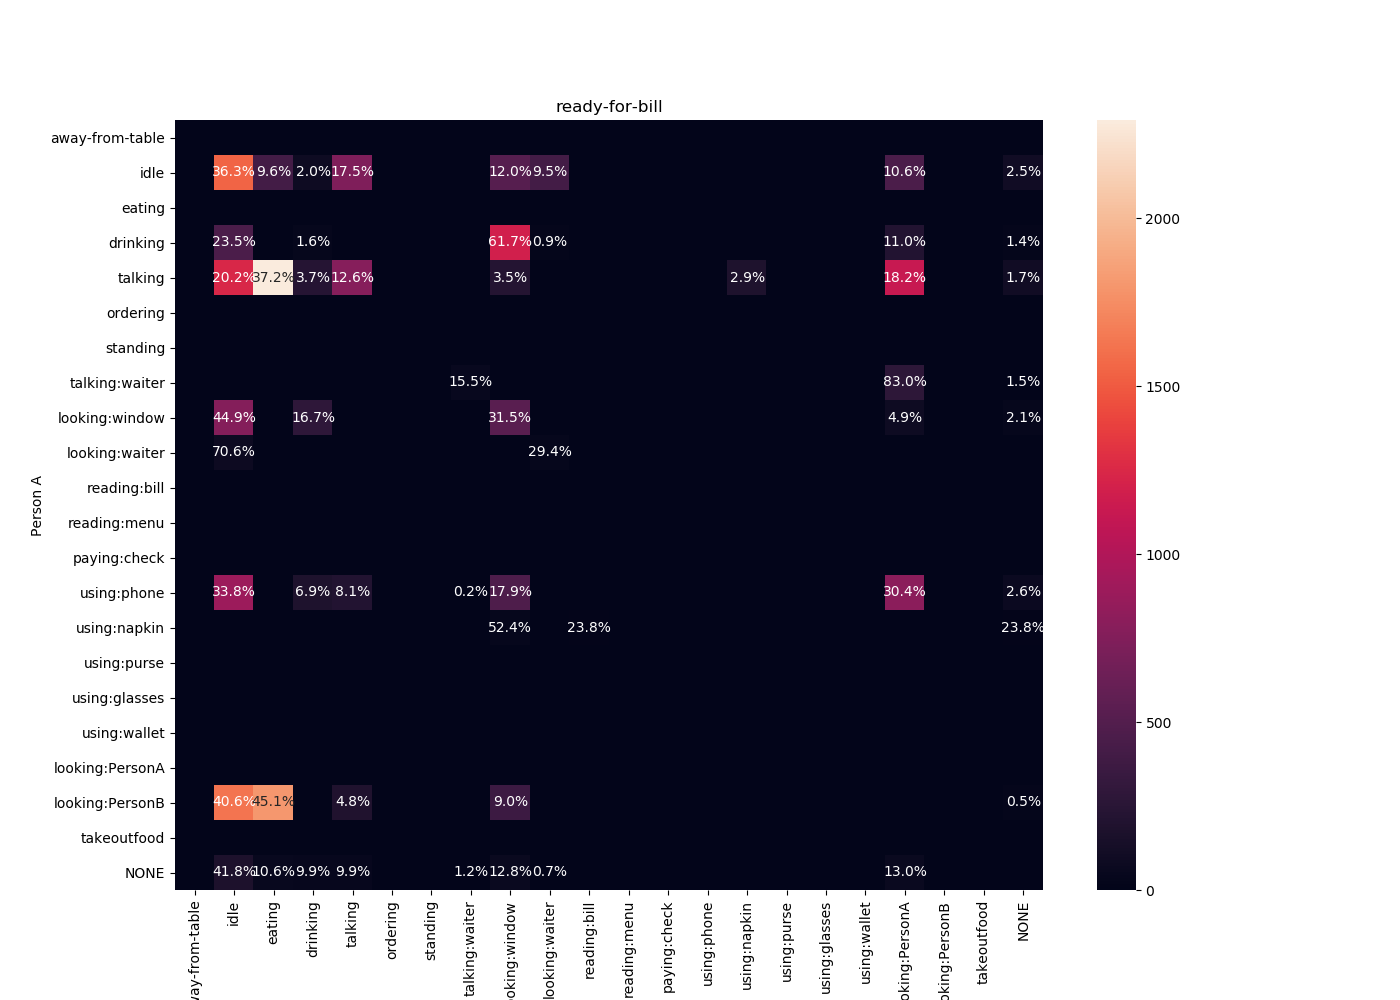 ready-for-bill
away-from-table
idle 36.3% 9.6% 2.0% 17.5% 12.0% 9.5% 10.6% 2.5%
eating
drinking 23.5% 1.6% 61.7% 0.9% 11.0% 1.4%
talking 20.2% 37.2% 3.7% 12.6% 3.5% 2.9% 18.2% 1.7%
ordering
standing
talking:waiter 15.5% 83.0% 1.5%
looking:window 44.9% 16.7% 31.5% 4.9% 2.1%
looking:waiter 70.6% 29.4%
reading:bill
reading:menu
paying:check
using:phone 33.8% 6.9% 8.1% 0.2% 17.9% 30.4% 2.6%
using:napkin 52.4% 23.8% 23.8%
using:purse
using:glasses
using:wallet
looking:PersonA
looking:PersonB 40.6% 45.1% 4.8% 9.0% 0.5%
takeoutfood
NONE 41.8% 10.6% 9.9% 9.9% 1.2% 12.8% 0.7% 13.0%
Person A
way-from-table
idle
eating
drinking
talking
ordering
standing
talking:waiter
ooking:window
looking:waiter
reading:bill
reading:menu
paying:check
using:phone
using:napkin
using:purse
using:glasses
using:wallet
oking:PersonA
oking:PersonB
takeoutfood
NONE
2000
1500
1000
500
0